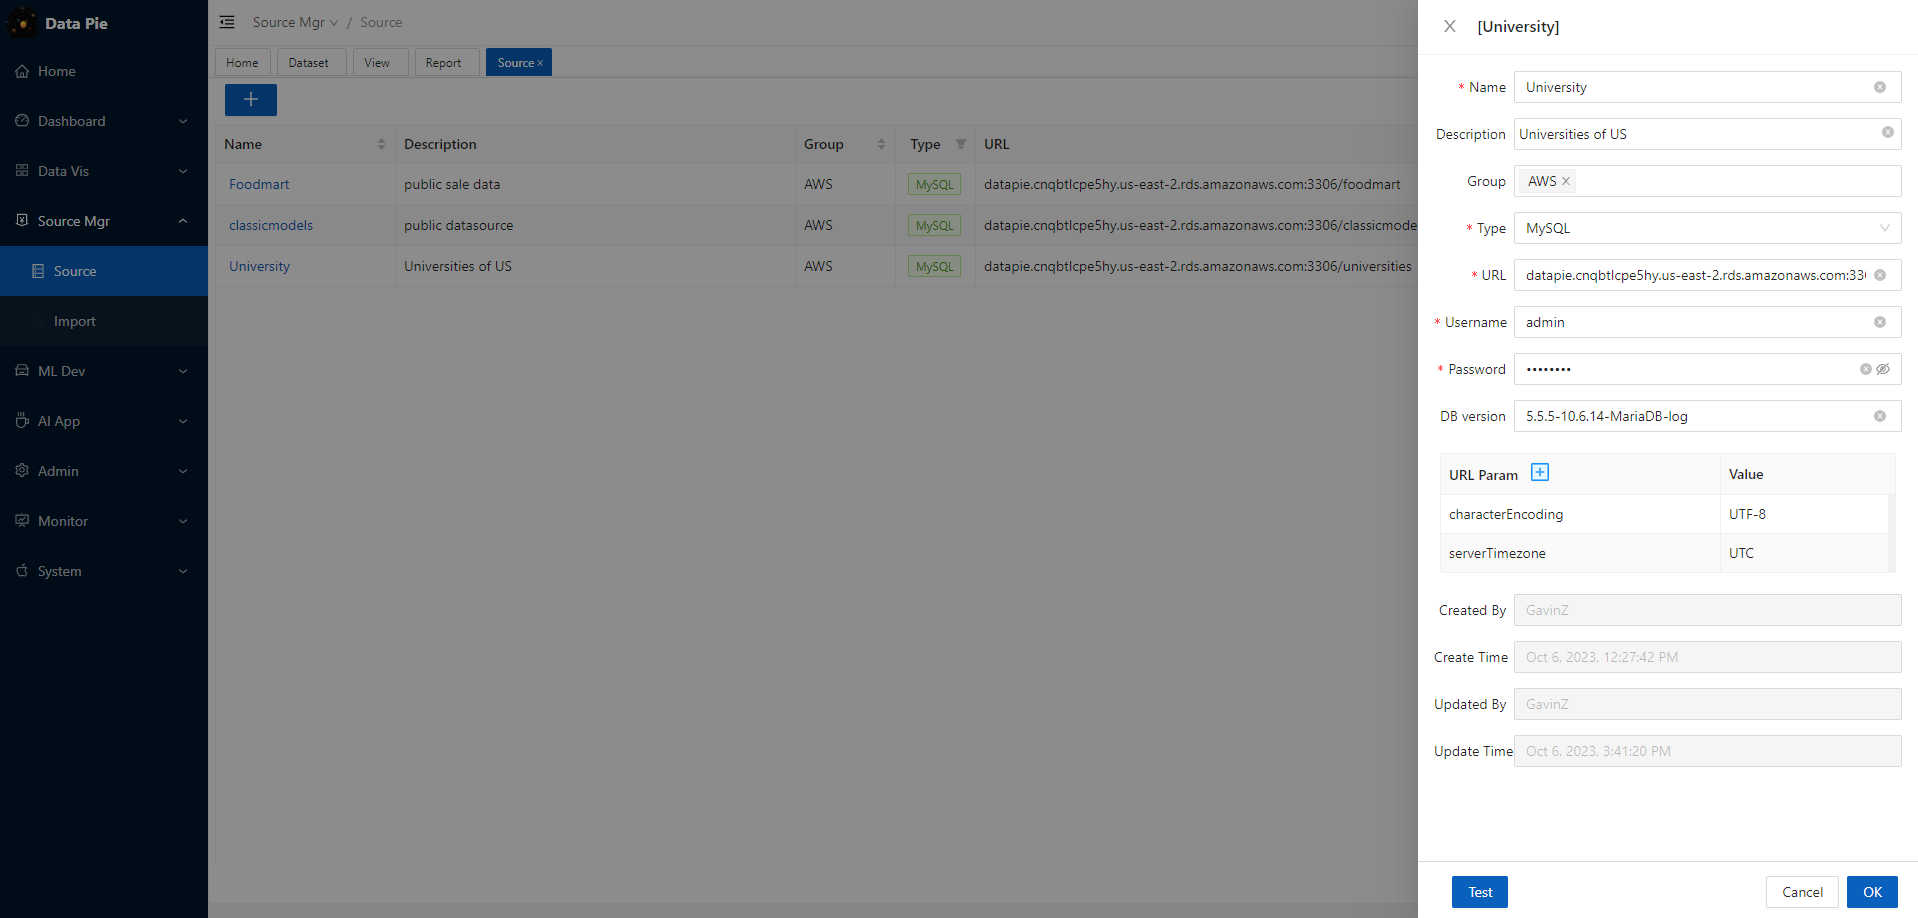 Data Pie
Home
Dashboard
Data Vis
Source Mgr
Source
Import
ML Dev
AI App
Admin
Monitor
System
Source Mgr / Source
Home Dataset View Report Source x
+
Name Description Group Type URL
Foodmart public sale data AWS MySQL datapie.cnqbtlcpe5hy.us-east-2.rds.amazonaws.com:3306/foodmart
classicmodels public datasource AWS MySQL datapie.cnqbtlcpe5hy.us-east-2.rds.amazonaws.com:3306/classicmode
University Universities of US AWS MySQL datapie.cnqbtlcpe5hy.us-east-2.rds.amazonaws.com:3306/universities
[University]
* Name University
Description Universities of US
Group AWS
* Type MySQL
* URL datapie.cnqbtlcpe5hy.us-east-2.rds.amazonaws.com:33
* Username admin
* Password ••••••••
DB version 5.5.5-10.6.14-MariaDB-log
URL Param Value
characterEncoding UTF-8
serverTimezone UTC
Created By GavinZ
Create Time Oct 6, 2023, 12:27:42 PM
Updated By GavinZ
Update Time Oct 6, 2023, 3:41:20 PM
Test Cancel OK